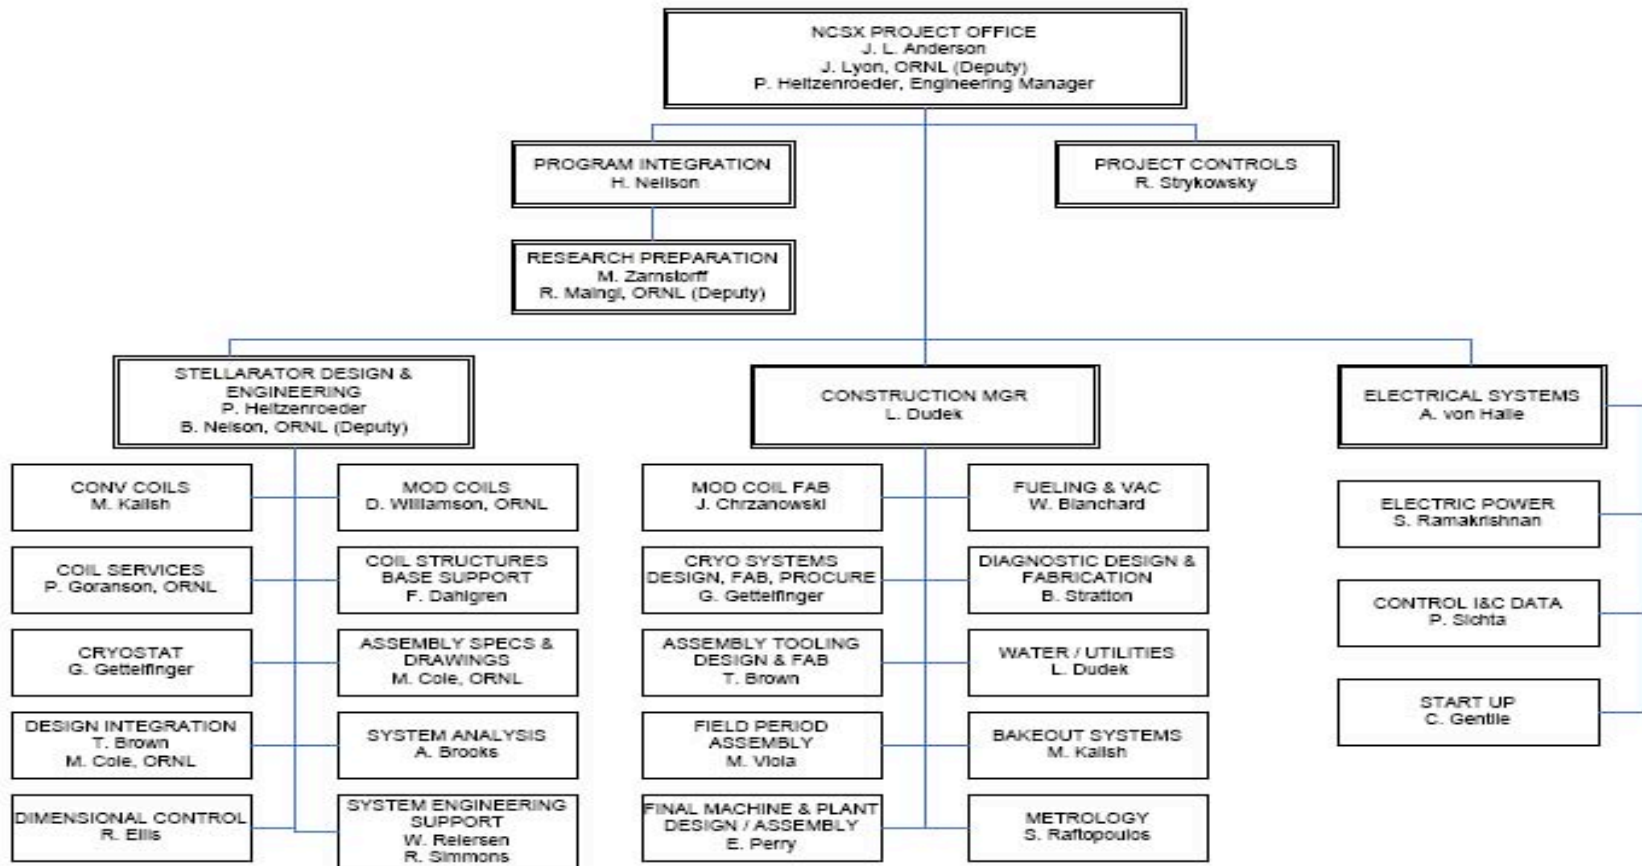 NCSX PROJECT OFFICE
J. L. Anderson
J. Lyon, ORNL (Deputy)
P. Heitzenroeder, Engineering Manager
PROGRAM INTEGRATION
H. Neilson
PROJECT CONTROLS
R. Strykowsky
RESEARCH PREPARATION
M. Zarnstorff
R. Maingi, ORNL (Deputy)
STELLARATOR DESIGN &
ENGINEERING
P. Heitzenroeder
B. Nelson, ORNL (Deputy)
CONSTRUCTION MGR
L. Dudek
ELECTRICAL SYSTEMS
A. von Halle
CONV COILS
M. Kalish
MOD COILS
D. Williamson, ORNL
MOD COIL FAB
J. Chrzanowski
FUELING & VAC
W. Blanchard
ELECTRIC POWER
S. Ramakrishnan
COIL SERVICES
P. Goranson, ORNL
COIL STRUCTURES
BASE SUPPORT
F. Dahlgren
CRYO SYSTEMS
DESIGN, FAB, PROCURE
G. Gettelfinger
DIAGNOSTIC DESIGN &
FABRICATION
B. Stratton
CONTROL I&C DATA
P. Sichta
CRYOSTAT
G. Gettelfinger
ASSEMBLY SPECS &
DRAWINGS
M. Cole, ORNL
ASSEMBLY TOOLING
DESIGN & FAB
T. Brown
WATER / UTILITIES
L. Dudek
START UP
C. Gentile
DESIGN INTEGRATION
T. Brown
M. Cole, ORNL
SYSTEM ANALYSIS
A. Brooks
FIELD PERIOD
ASSEMBLY
M. Viola
BAKEOUT SYSTEMS
M. Kalish
DIMENSIONAL CONTROL
R. Ellis
SYSTEM ENGINEERING
SUPPORT
W. Reiersen
R. Simmons
FINAL MACHINE & PLANT
DESIGN / ASSEMBLY
E. Perry
METROLOGY
S. Raftopoulos